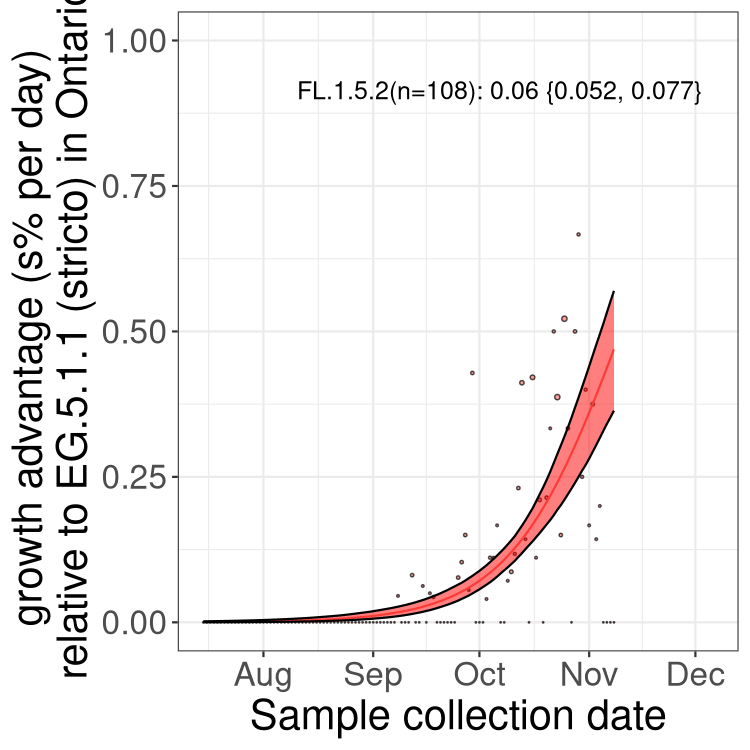 growth advantage (s% per day)
relative to EG.5.1.1 (stricto) in Ontario
1.00
FL.1.5.2(n=108): 0.06 {0.052, 0.077}
0.75
0.50
0.25
0.00
Aug Sep Oct Nov Dec
Sample collection date